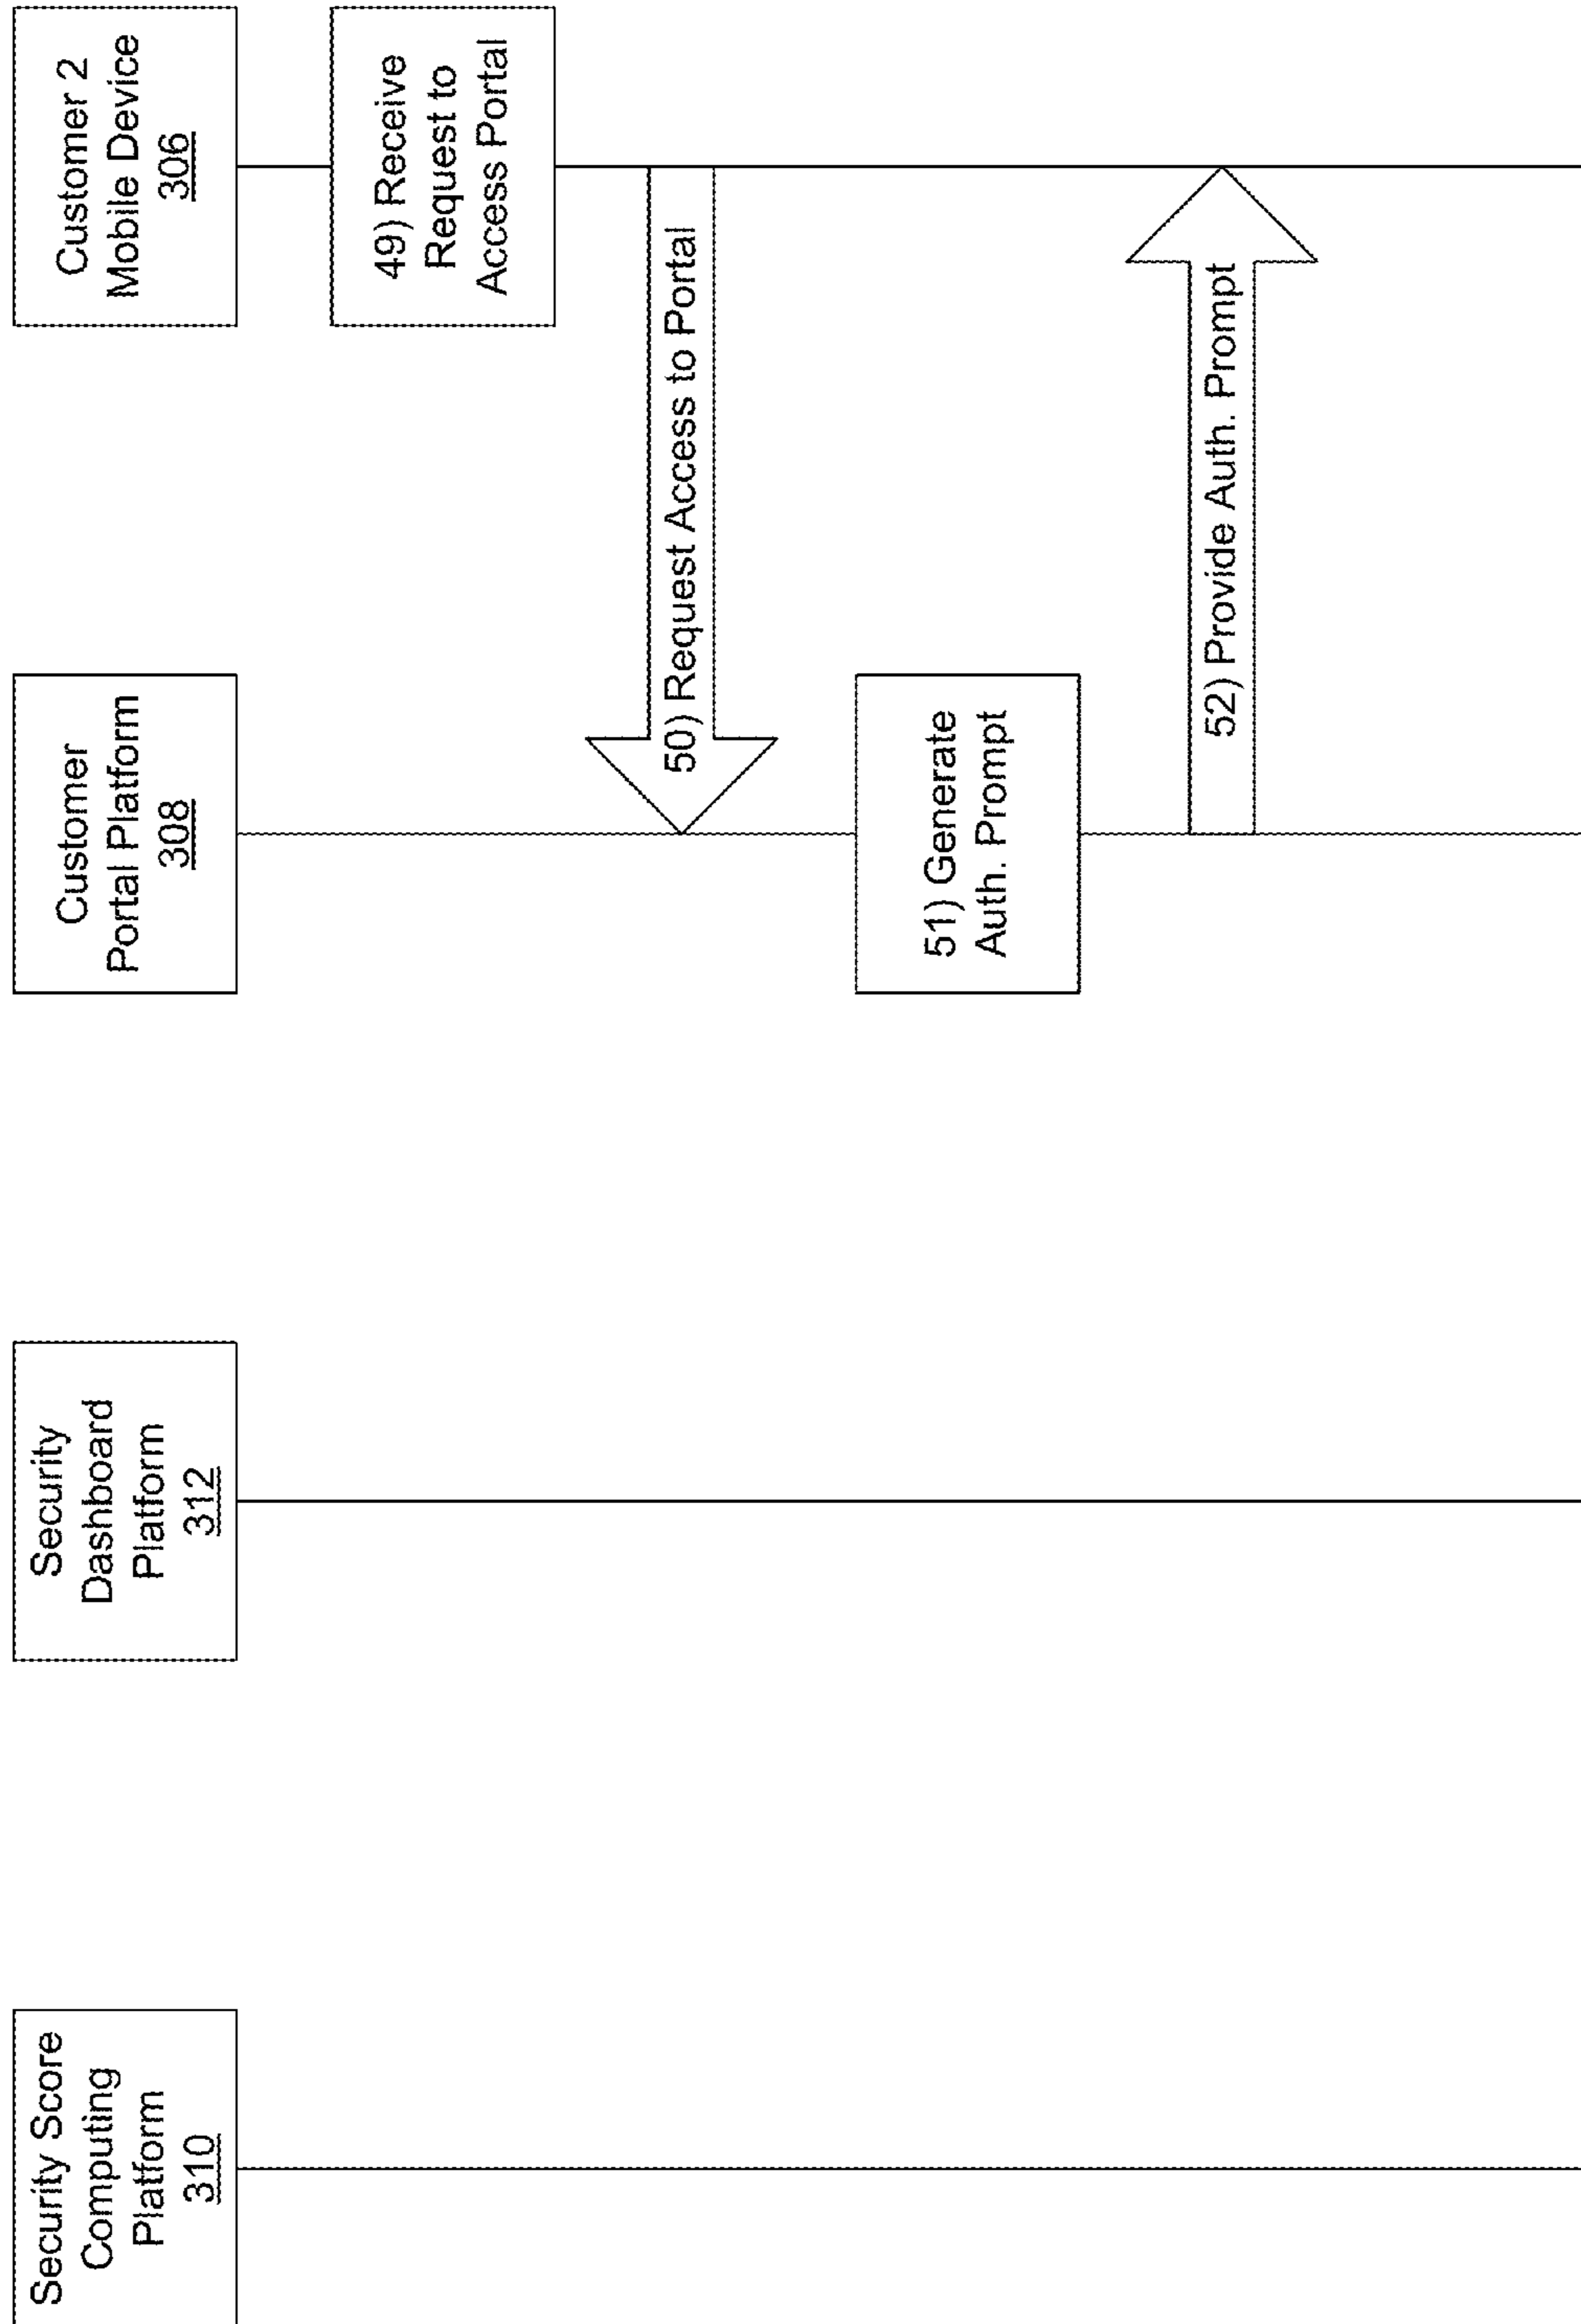 Security Score
Computing
Platform
310
Security
Dashboard
Platform
312
Customer
Portal Platform
308
Customer 2
Mobile Device
306
49) Receive
Request to
Access Portal
50) Request Access to Portal
51) Generate
Auth. Prompt
52) Provide Auth. Prompt